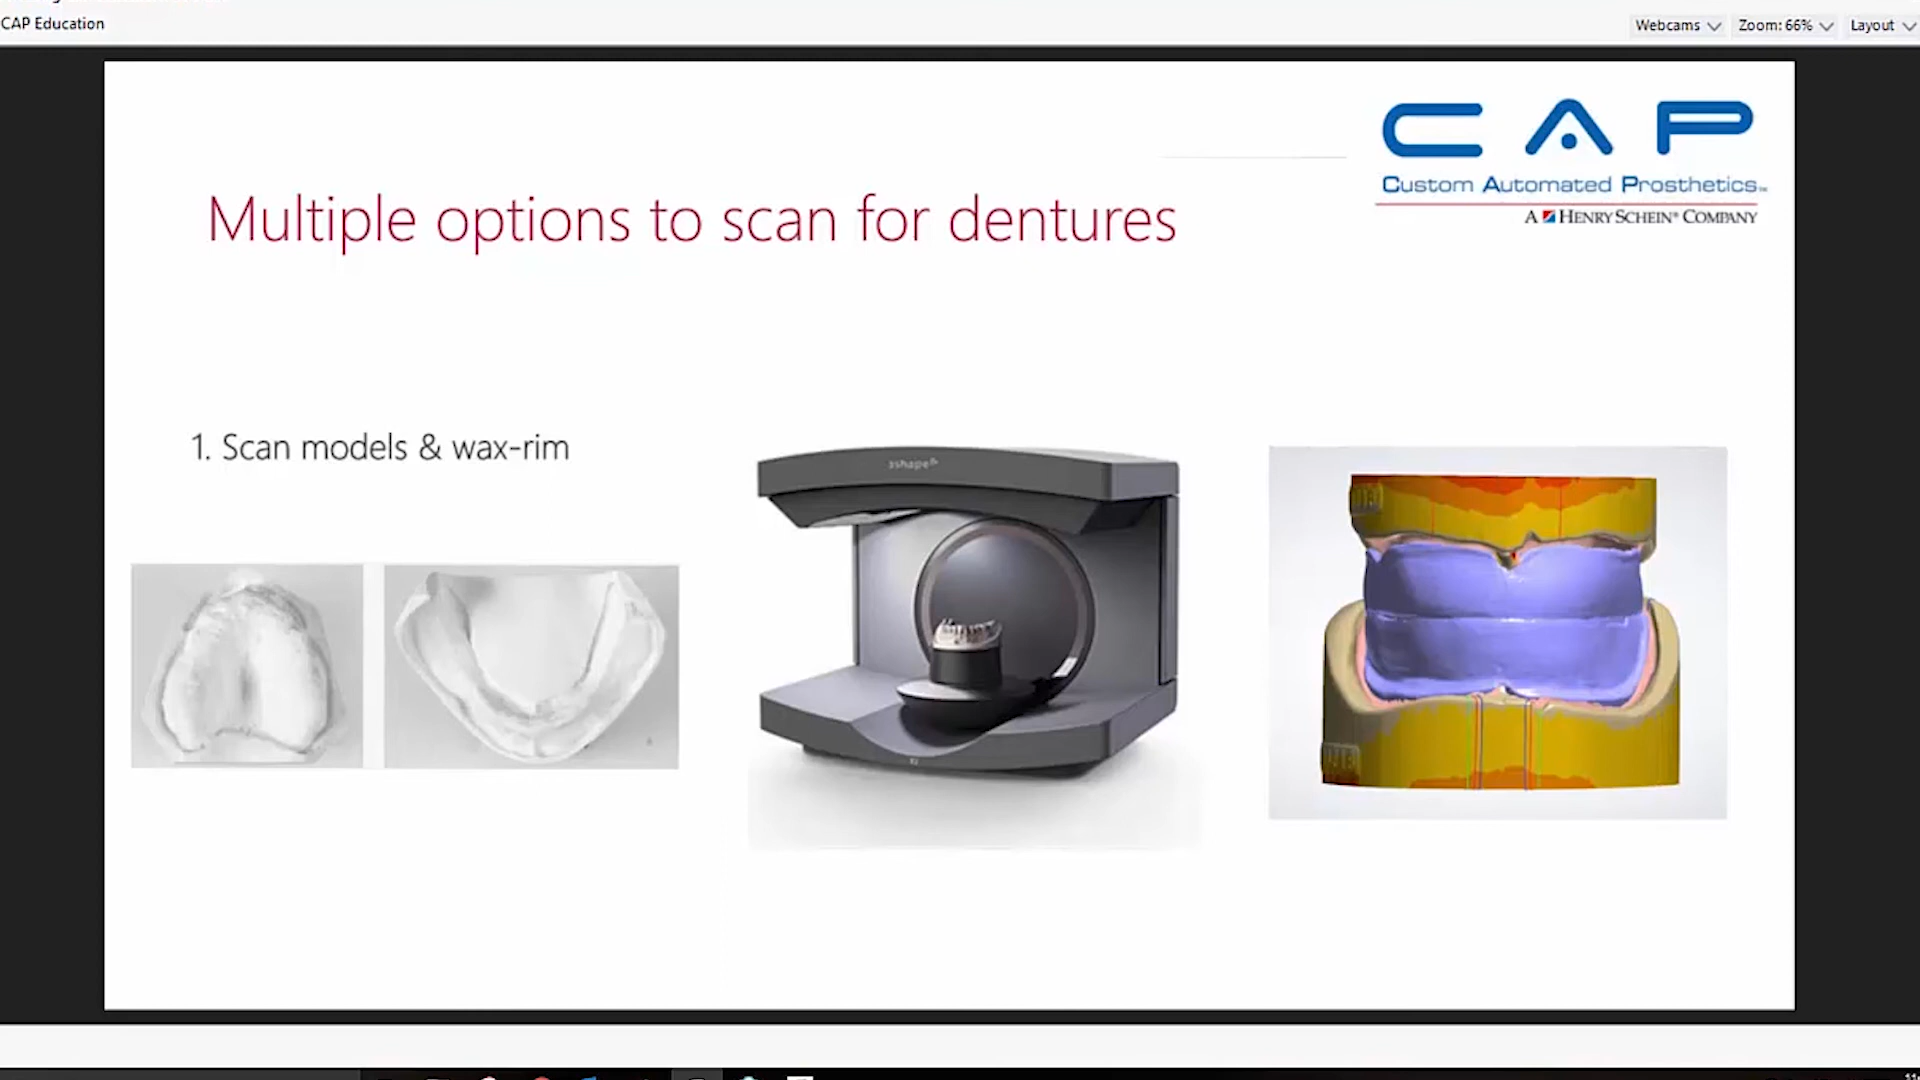 CAP Education
Webcams
Zoom: 66%
Layout
CAP
Custom Automated Prosthetics™
A HENRY SCHEIN® COMPANY
Multiple options to scan for dentures
1. Scan models & wax-rim
3shape